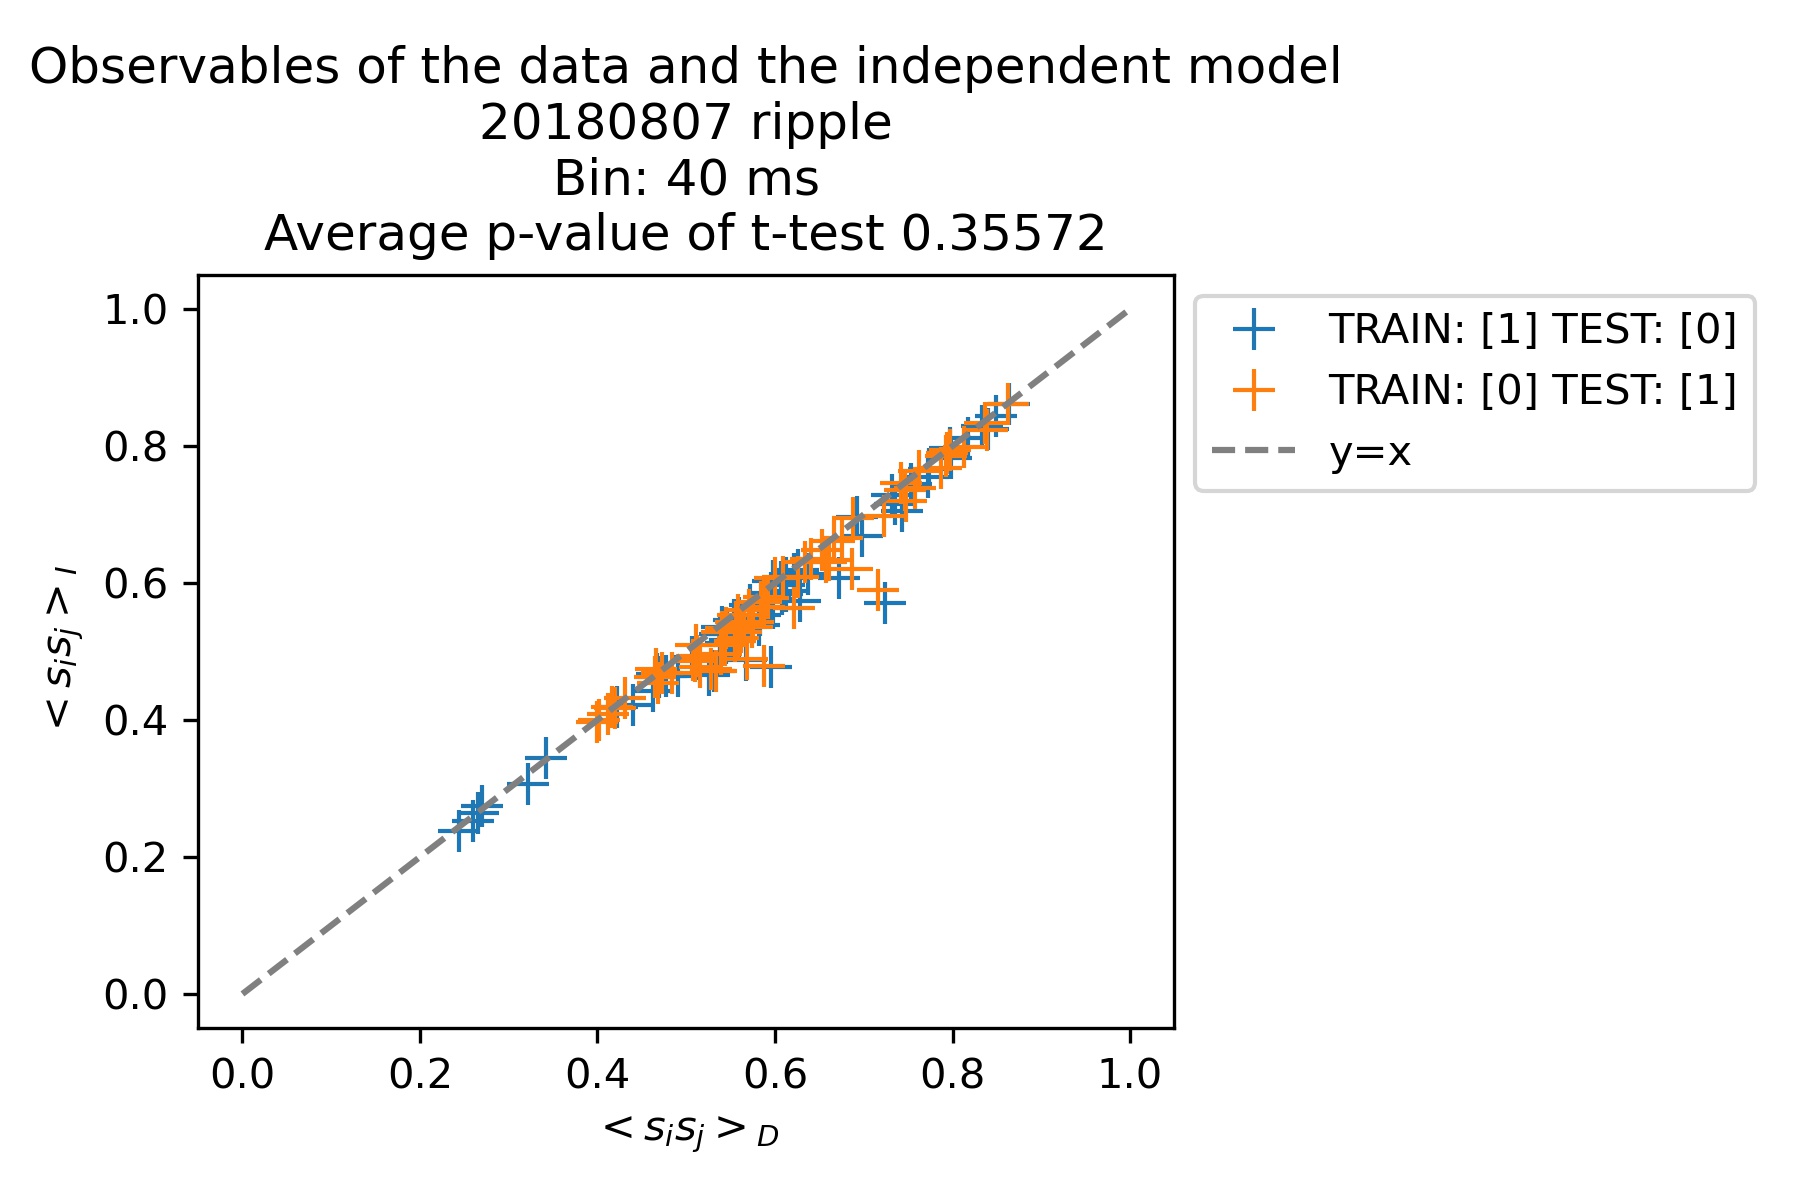 Observables of the data and the independent model
20180807 ripple
Bin: 40 ms
Average p-value of t-test 0.35572
TRAIN: [1] TEST: [0]
TRAIN: [0] TEST: [1]
y=x
1.0
0.8
0.6
0.4
0.2
0.0
< s_i s_j > _I
0.0 0.2 0.4 0.6 0.8 1.0
< s_i s_j > _D